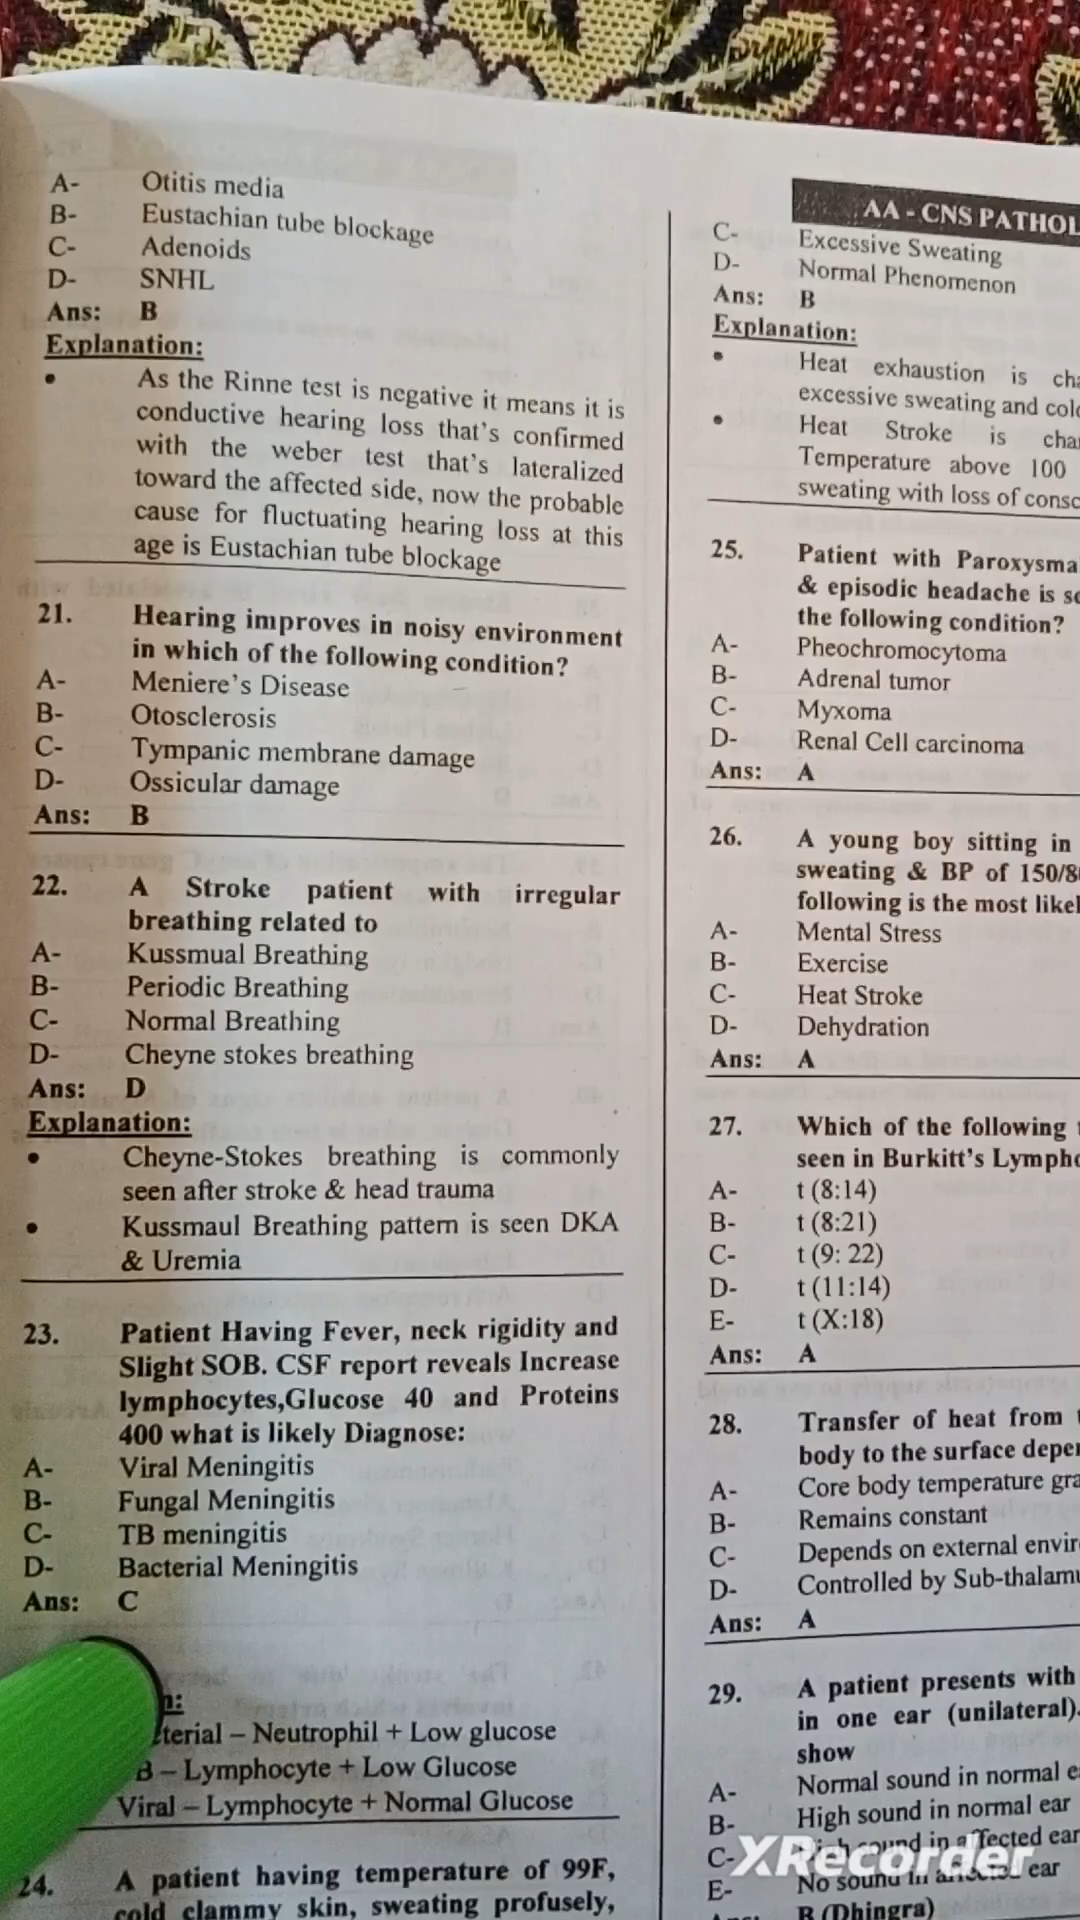 A- Otitis media
B- Eustachian tube blockage
C- Adenoids
D- SNHL
Ans: B
Explanation:
• As the Rinne test is negative it means it is
conductive hearing loss that's confirmed
with the weber test that's lateralized
toward the affected side, now the probable
cause for fluctuating hearing loss at this
age is Eustachian tube blockage
21. Hearing improves in noisy environment
in which of the following condition?
A- Meniere's Disease
B- Otosclerosis
C- Tympanic membrane damage
D- Ossicular damage
Ans: B
22. A Stroke patient with irregular
breathing related to
A- Kussmual Breathing
B- Periodic Breathing
C- Normal Breathing
D- Cheyne stokes breathing
Ans: D
Explanation:
• Cheyne-Stokes breathing is commonly
seen after stroke & head trauma
• Kussmaul Breathing pattern is seen DKA
& Uremia
23. Patient Having Fever, neck rigidity and
Slight SOB. CSF report reveals Increase
lymphocytes,Glucose 40 and Proteins
400 what is likely Diagnose:
A- Viral Meningitis
B- Fungal Meningitis
C- TB meningitis
D- Bacterial Meningitis
Ans: C
– Neutrophil + Low glucose
– Lymphocyte + Low Glucose
Viral – Lymphocyte + Normal Glucose
24. A patient having temperature of 99F,
cold clammy skin, sweating profusely,
AA - CNS PATHOL
C- Excessive Sweating
D- Normal Phenomenon
Ans: B
Explanation:
• Heat exhaustion is cha
excessive sweating and
• Heat Stroke is
Temperature above 100
sweating with loss of
25. Patient with
& episodic headache is
the following condition?
A- Pheochromocytoma
B- Adrenal tumor
C- Myxoma
D- Renal Cell carcinoma
Ans: A
26. A young boy sitting in
sweating & BP of
following is the most
A- Mental Stress
B- Exercise
C- Heat Stroke
D- Dehydration
Ans: A
27. Which of the following
seen in Burkitt's
A- t (8:14)
B- t (8:21)
C- t (9: 22)
D- t (11:14)
E- t (X:18)
Ans: A
28. Transfer of heat from
body to the surface
A- Core body temperature
B- Remains constant
C- Depends on external
D- Controlled by
Ans: A
29. A patient presents with
in one ear (unilateral).
show
A- Normal sound in normal
B- High sound in normal ear
C- High sound in affected ear
E- No sound in affected ear
B (Dhingra)
XRecorder